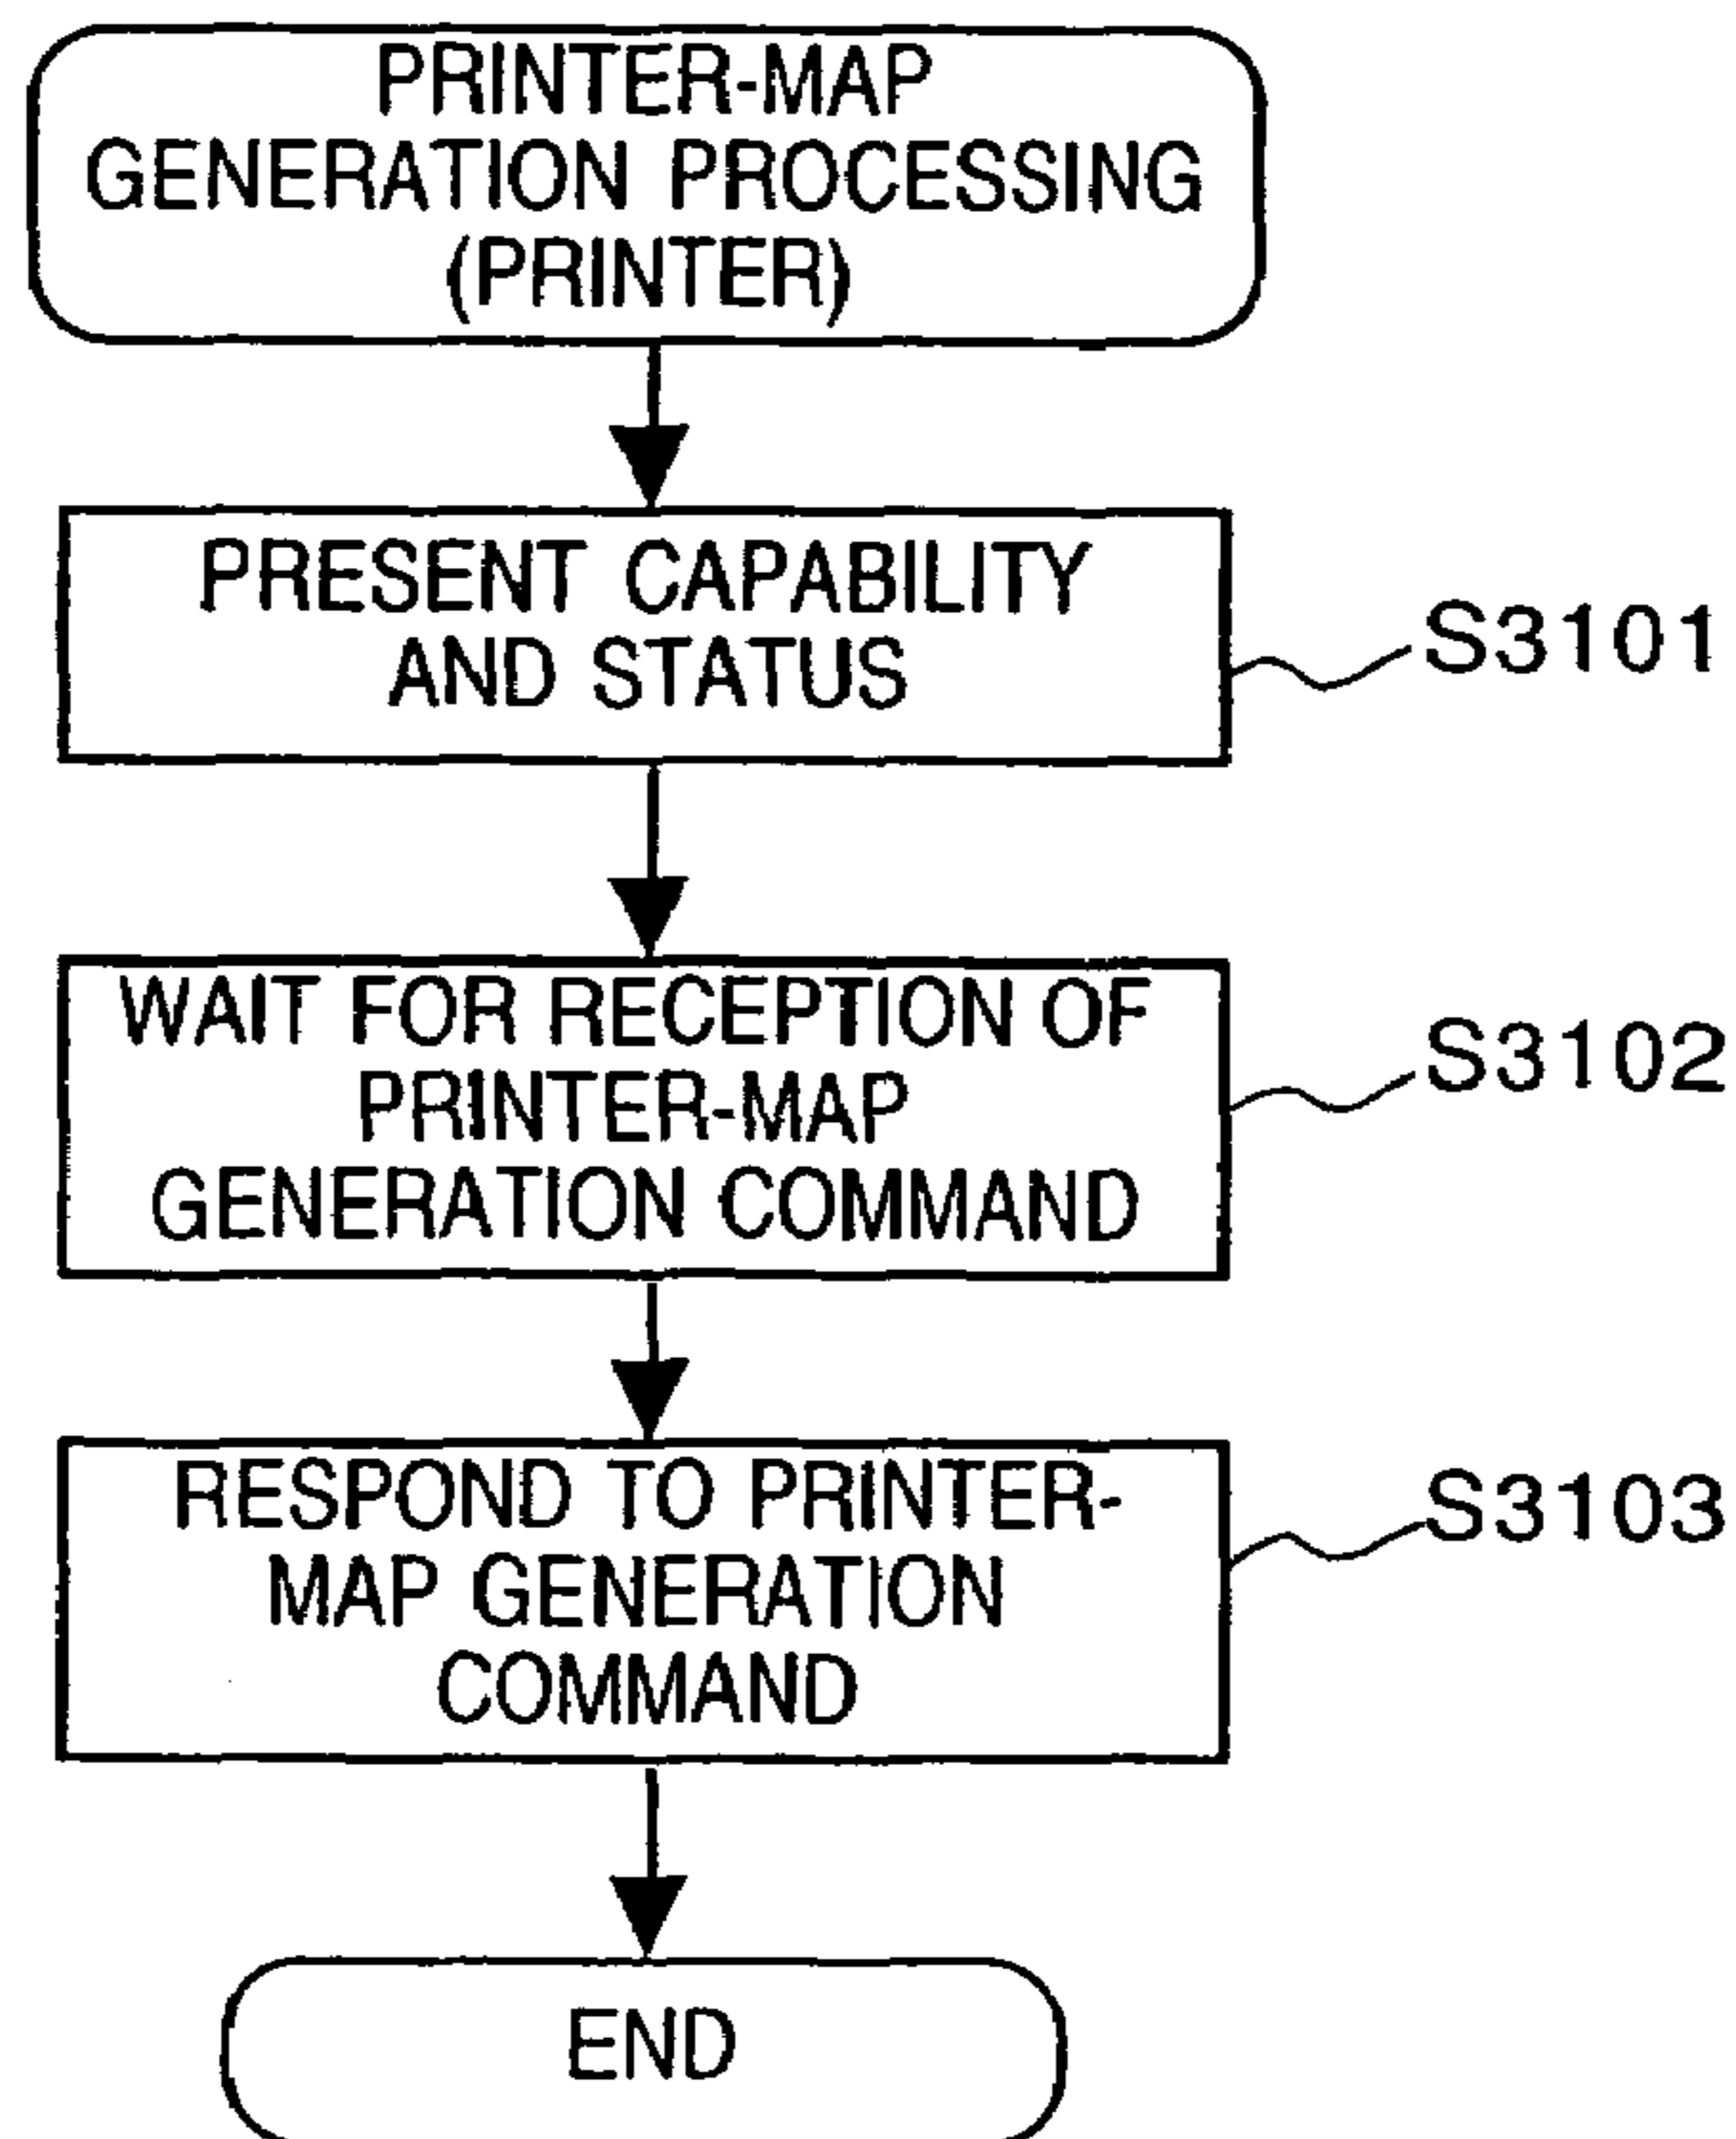 PRINTER-MAP
GENERATION PROCESSING
(PRINTER)
PRESENT CAPABILITY
AND STATUS
S3101
WAIT FOR RECEPTION OF
PRINTER-MAP
GENERATION COMMAND
S3102
RESPOND TO PRINTER-
MAP GENERATION
COMMAND
S3103
END